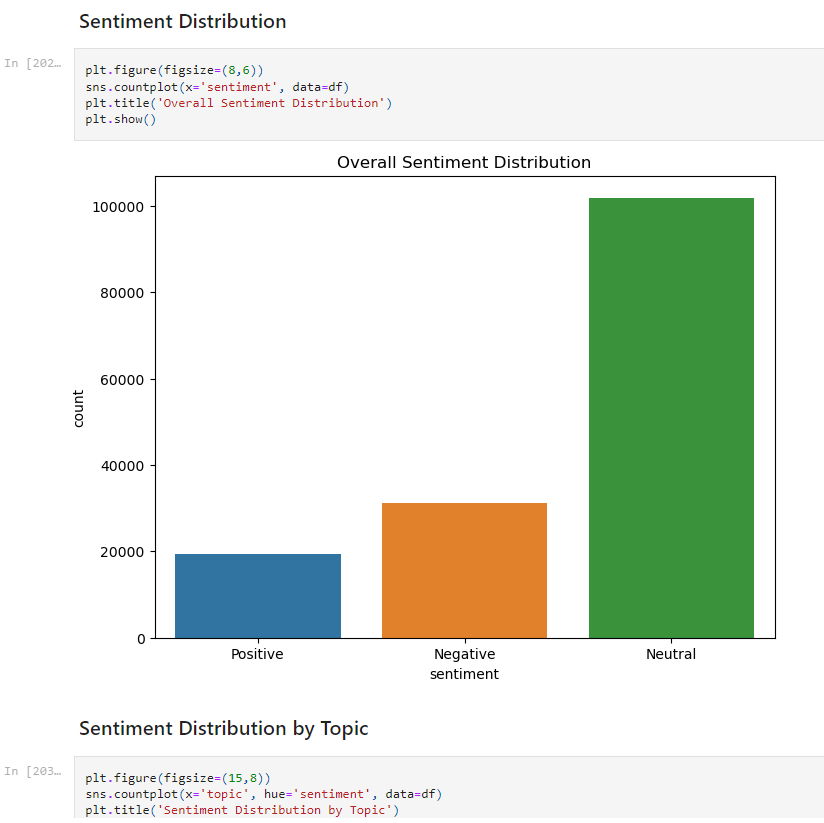 Sentiment Distribution
In [202…
plt.figure(figsize=(8,6))
sns.countplot(x='sentiment', data=df)
plt.title('Overall Sentiment Distribution')
plt.show()
Overall Sentiment Distribution
100000
80000
60000
40000
20000
0
count
Positive Negative Neutral
sentiment
Sentiment Distribution by Topic
In [203…
plt.figure(figsize=(15,8))
sns.countplot(x='topic', hue='sentiment', data=df)
plt.title('Sentiment Distribution by Topic')